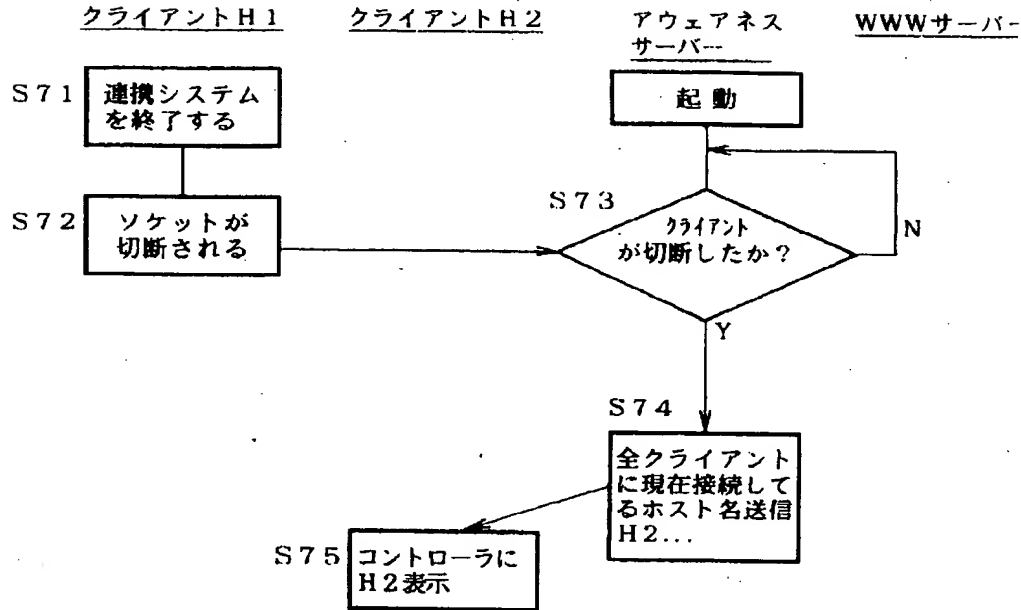 クライアントH1
クライアントH2
アウェアネス
サーバー
WWWサーバー
S71
連携システム
を終了する
起動
S72
ソケットが
切断される
S73
クライアント
が切断したか?
N
Y
S74
全クライアント
に現在接続して
るホスト名送信
H2...
S75
コントローラに
H2表示